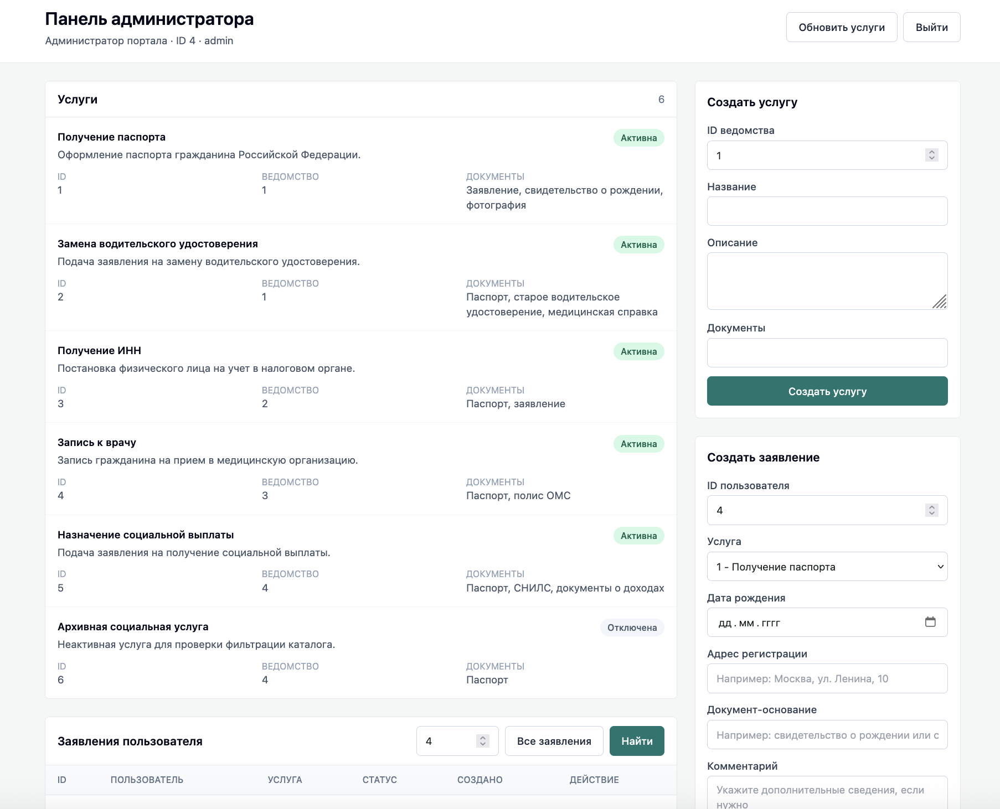 Панель администратора
Администратор портала · ID 4 · admin
Обновить услуги
Выйти
Услуги
6
Получение паспорта
Активна
Оформление паспорта гражданина Российской Федерации.
ID
ВЕДОМСТВО
ДОКУМЕНТЫ
1
1
Заявление, свидетельство о рождении,
фотография
Замена водительского удостоверения
Активна
Подача заявления на замену водительского удостоверения.
ID
ВЕДОМСТВО
ДОКУМЕНТЫ
2
1
Паспорт, старое водительское
удостоверение, медицинская справка
Получение ИНН
Активна
Постановка физического лица на учет в налоговом органе.
ID
ВЕДОМСТВО
ДОКУМЕНТЫ
3
2
Паспорт, заявление
Запись к врачу
Активна
Запись гражданина на прием в медицинскую организацию.
ID
ВЕДОМСТВО
ДОКУМЕНТЫ
4
3
Паспорт, полис ОМС
Назначение социальной выплаты
Активна
Подача заявления на получение социальной выплаты.
ID
ВЕДОМСТВО
ДОКУМЕНТЫ
5
4
Паспорт, СНИЛС, документы о доходах
Архивная социальная услуга
Отключена
Неактивная услуга для проверки фильтрации каталога.
ID
ВЕДОМСТВО
ДОКУМЕНТЫ
6
4
Паспорт
Заявления пользователя
4
Все заявления
Найти
ID
ПОЛЬЗОВАТЕЛЬ
УСЛУГА
СТАТУС
СОЗДАНО
ДЕЙСТВИЕ
Создать услугу
ID ведомства
1
Название
Описание
Документы
Создать услугу
Создать заявление
ID пользователя
4
Услуга
1 - Получение паспорта
Дата рождения
дд.мм.гггг
Адрес регистрации
Например: Москва, ул. Ленина, 10
Документ-основание
Например: свидетельство о рождении или с
Комментарий
Укажите дополнительные сведения, если
нужно